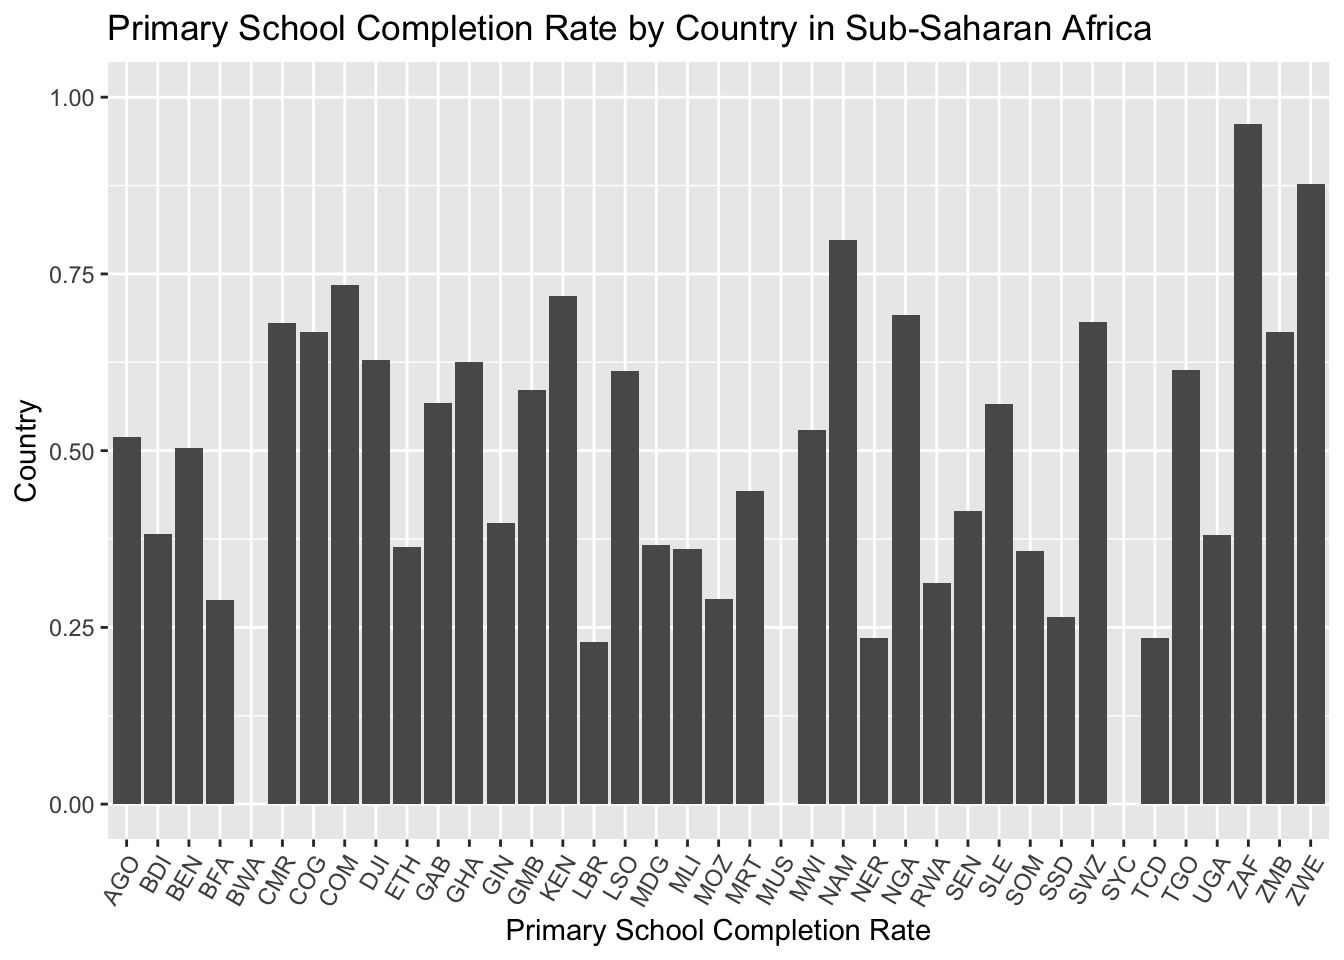 Primary School Completion Rate by Country in Sub-Saharan Africa
1.00
0.75
0.50
0.25
0.00
Country
AGO BDI BEN BFA BWA CMR COG COM DJI ETH GAB GHA GIN GMB KEN LBR LSO MDG MLI MOZ MRT MUS MWI NAM NER NGA RWA SEN SLE SOM SSD SWZ SYC TCD TGO UGA ZAF ZMB ZWE
Primary School Completion Rate